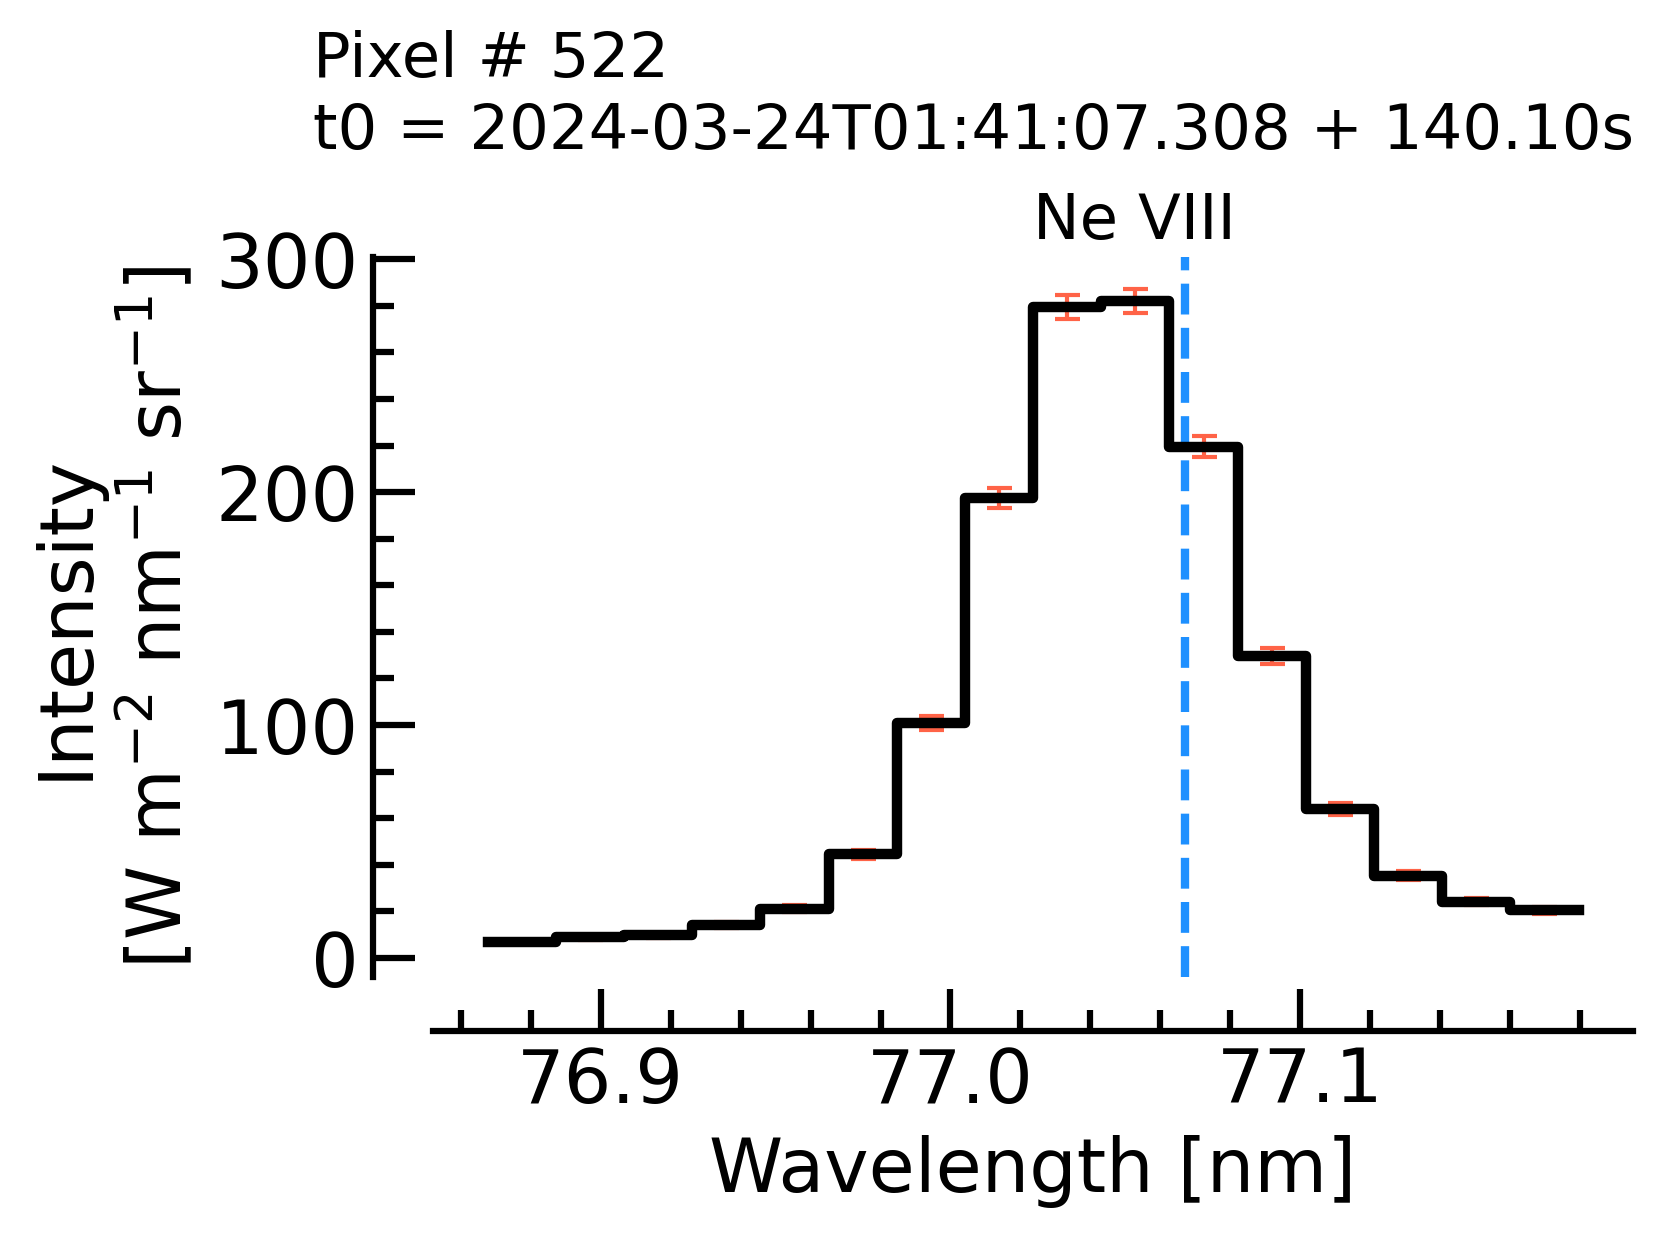 Pixel # 522
t0 = 2024-03-24T01:41:07.308 + 140.10s
Ne VIII
Intensity
[W m⁻² nm⁻¹ sr⁻¹]
300
200
100
0
76.9 77.0 77.1
Wavelength [nm]